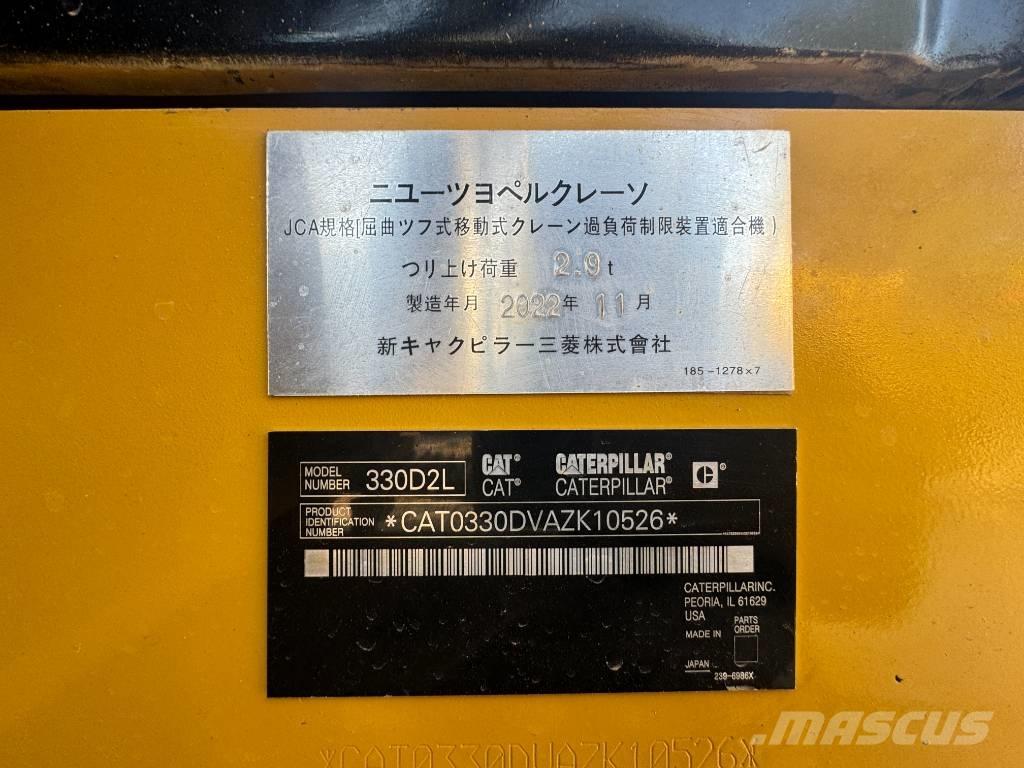 ニユーツヨペルクレーソ
JCA規格[屈曲ツフ式移動式クレーン過負荷制限裝置適合機)
つり上げ荷重 2.9 t
製造年月 2022年 11月
新キャクピラー三菱株式會社
185-1278×7
MODEL NUMBER 330D2L CAT® CATERPILLAR® ®
CAT® CATERPILLAR®
PRODUCT IDENTIFICATION NUMBER *CAT0330DVAZK10526*
CATERPILLARINC.
PEORIA, IL 61629
USA
MADE IN PARTS ORDER
JAPAN
239-6986X
*CAT0330DVAZK10526*
MASCUS